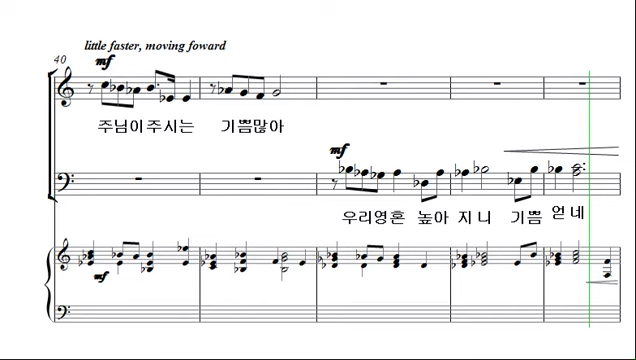 little faster, moving foward
40
mf
주님이주시는 기쁨많아
mf
우리영혼 높아 지니 기쁨 얻네
mf